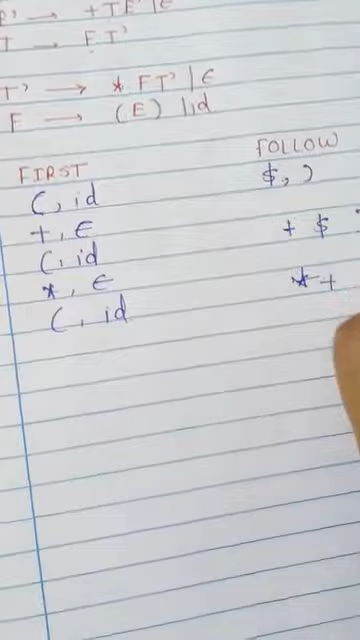 → +TE' | ε
T → FT'
T' → * FT' | ε
F → (E) | id
FIRST FOLLOW
(, id $, )
+, ε
(, id + $
*, ε
(, id * +